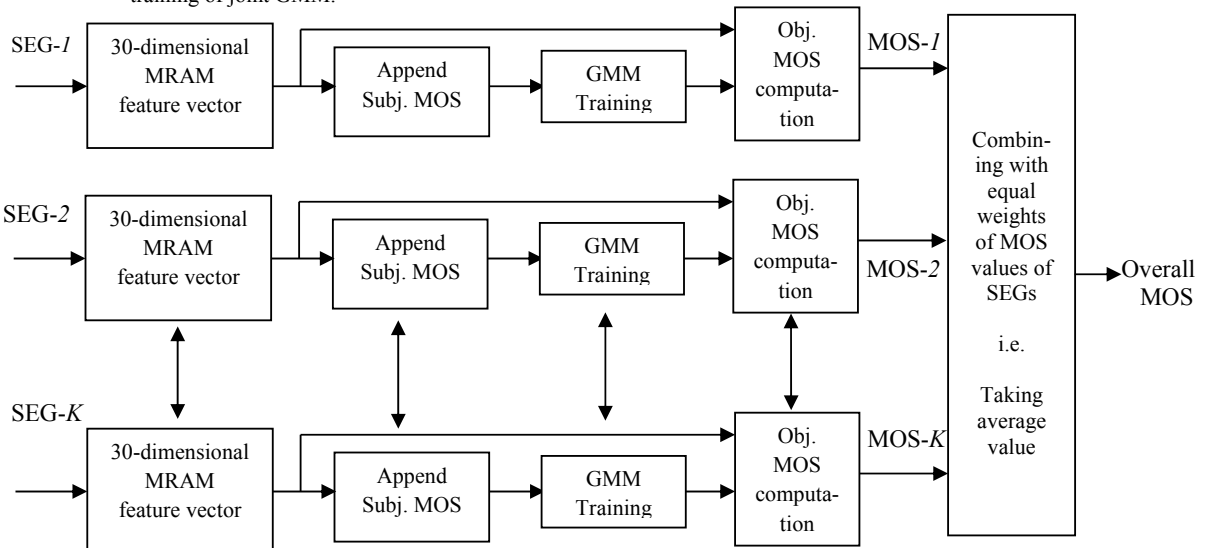 training of joint GMM.
SEG-1
30-dimensional
MRAM
feature vector
Append
Subj. MOS
GMM
Training
Obj.
MOS
computa-
tion
MOS-1
SEG-2
30-dimensional
MRAM
feature vector
Append
Subj. MOS
GMM
Training
Obj.
MOS
computa-
tion
MOS-2
SEG-K
30-dimensional
MRAM
feature vector
Append
Subj. MOS
GMM
Training
Obj.
MOS
computa-
tion
MOS-K
Combin-
ing with
equal
weights
of MOS
values of
SEGs
i.e.
Taking
average
value
Overall
MOS